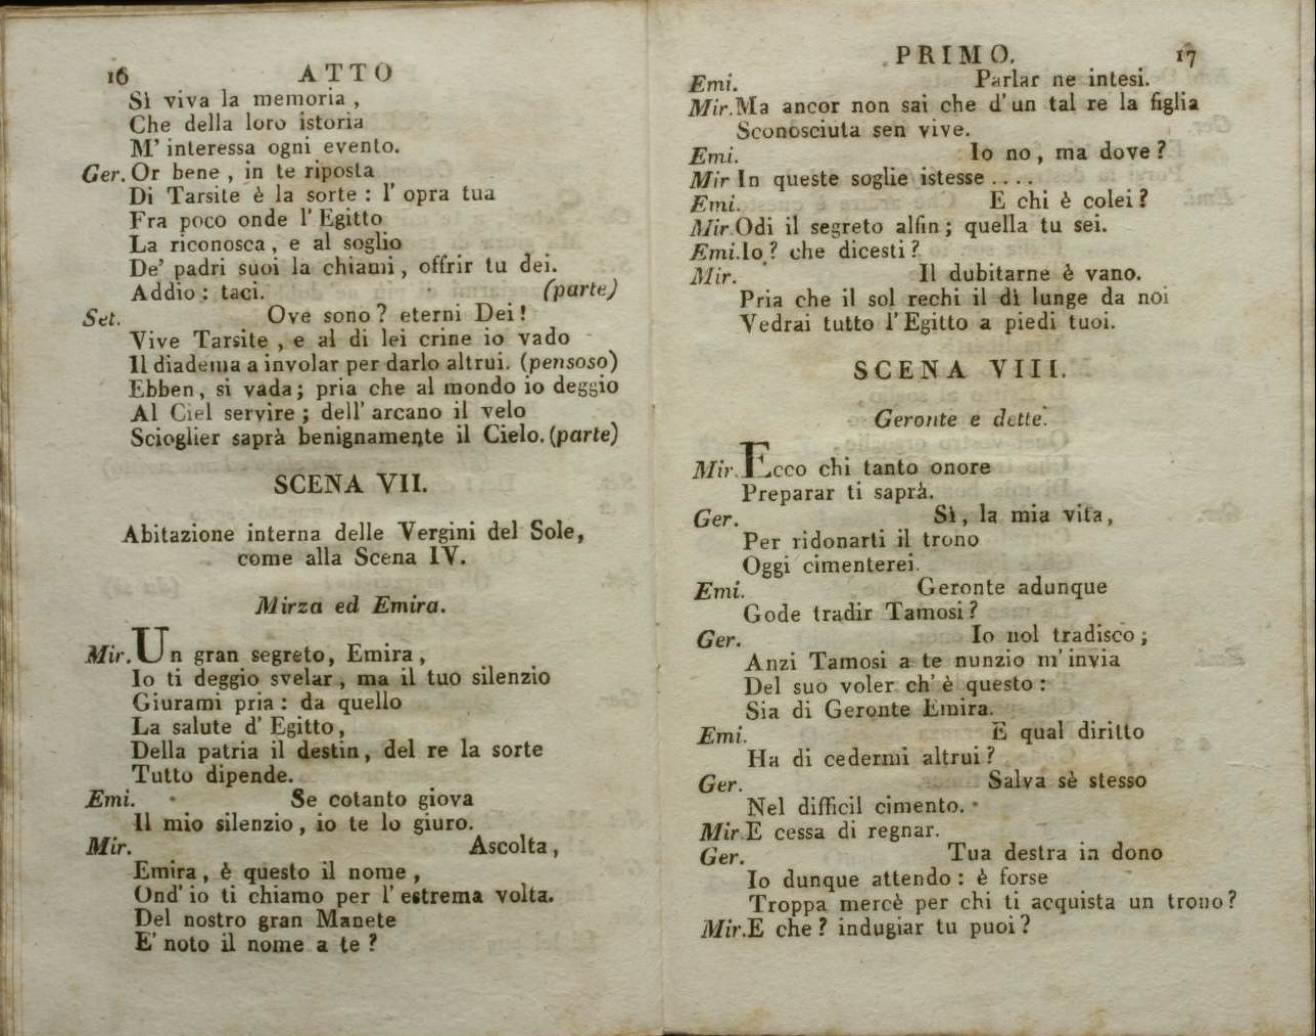 16 ATTO
Sì viva la memoria ,
Che della loro istoria
M' interessa ogni evento.
Ger. Or bene , in te riposta
Di Tarsite è la sorte : l' opra tua
Fra poco onde l' Egitto
La riconosca , e al soglio
De' padri suoi la chiami , offrir tu dei.
Addio : taci. (parte)
Set. Ove sono ? eterni Dei !
Vive Tarsite , e al di lei crine io vado
Il diadema a involar per darlo altrui. (pensoso)
Ebben , si vada ; pria che al mondo io deggio
Al Ciel servire ; dell' arcano il velo
Scioglier saprà benignamente il Cielo. (parte)
SCENA VII.
Abitazione interna delle Vergini del Sole,
come alla Scena IV.
Mirza ed Emira.
Mir. Un gran segreto, Emira ,
Io ti deggio svelar , ma il tuo silenzio
Giurami pria : da quello
La salute d' Egitto ,
Della patria il destin , del re la sorte
Tutto dipende.
Emi. Se cotanto giova
Il mio silenzio , io te lo giuro.
Mir. Ascolta ,
Emira , è questo il nome ,
Ond' io ti chiamo per l' estrema volta.
Del nostro gran Manete
E' noto il nome a te ?
PRIMO. 17
Emi. Parlar ne intesi.
Mir. Ma ancor non sai che d' un tal re la figlia
Sconosciuta sen vive.
Emi. Io no , ma dove ?
Mir In queste soglie istesse . . . .
Emi. E chi è colei ?
Mir. Odi il segreto alfin ; quella tu sei.
Emi. Io ? che dicesti ?
Mir. Il dubitarne è vano.
Pria che il sol rechi il dì lunge da noi
Vedrai tutto l' Egitto a piedi tuoi.
SCENA VIII.
Geronte e dette.
Mir. Ecco chi tanto onore
Preparar ti saprà.
Ger. Sì , la mia vita ,
Per ridonarti il trono
Oggi cimenterei.
Emi. Geronte adunque
Gode tradir Tamosi ?
Ger. Io nol tradisco ;
Anzi Tamosi a te nunzio m' invia
Del suo voler ch' è questo :
Sia di Geronte Emira.
Emi. E qual diritto
Ha di cedermi altrui ?
Ger. Salva sè stesso
Nel difficil cimento.
Mir. E cessa di regnar.
Ger. Tua destra in dono
Io dunque attendo : è forse
Troppa mercè per chi ti acquista un trono ?
Mir. E che ? indugiar tu puoi ?